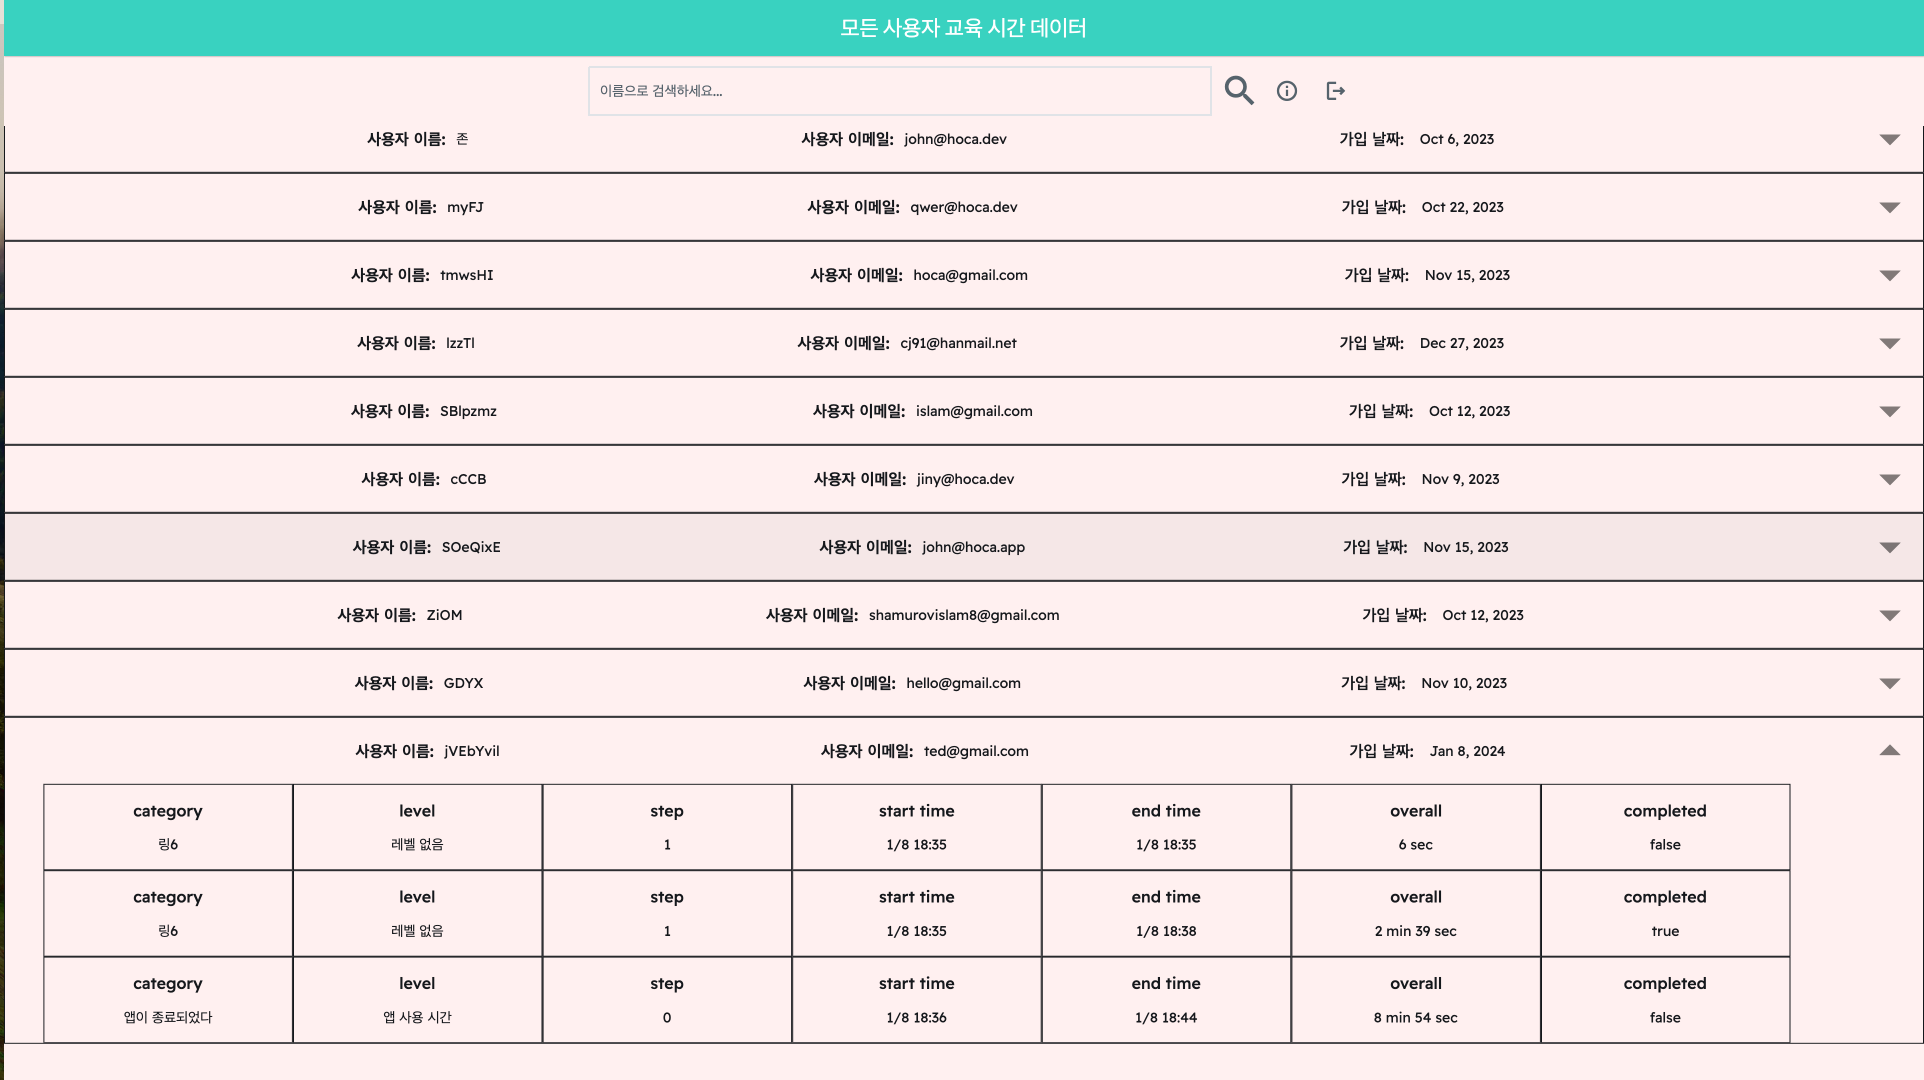 모든 사용자 교육 시간 데이터
이름으로 검색하세요...
사용자 이름: 존 사용자 이메일: john@hoca.dev 가입 날짜: Oct 6, 2023
사용자 이름: myFJ 사용자 이메일: qwer@hoca.dev 가입 날짜: Oct 22, 2023
사용자 이름: tmwsHI 사용자 이메일: hoca@gmail.com 가입 날짜: Nov 15, 2023
사용자 이름: lzzTl 사용자 이메일: cj91@hanmail.net 가입 날짜: Dec 27, 2023
사용자 이름: SBlpzmz 사용자 이메일: islam@gmail.com 가입 날짜: Oct 12, 2023
사용자 이름: cCCB 사용자 이메일: jiny@hoca.dev 가입 날짜: Nov 9, 2023
사용자 이름: SOeQixE 사용자 이메일: john@hoca.app 가입 날짜: Nov 15, 2023
사용자 이름: ZiOM 사용자 이메일: shamurovislam8@gmail.com 가입 날짜: Oct 12, 2023
사용자 이름: GDYX 사용자 이메일: hello@gmail.com 가입 날짜: Nov 10, 2023
사용자 이름: jVEbYvil 사용자 이메일: ted@gmail.com 가입 날짜: Jan 8, 2024
category level step start time end time overall completed
링6 레벨 없음 1 1/8 18:35 1/8 18:35 6 sec false
category level step start time end time overall completed
링6 레벨 없음 1 1/8 18:35 1/8 18:38 2 min 39 sec true
category level step start time end time overall completed
앱이 종료되었다 앱 사용 시간 0 1/8 18:36 1/8 18:44 8 min 54 sec false